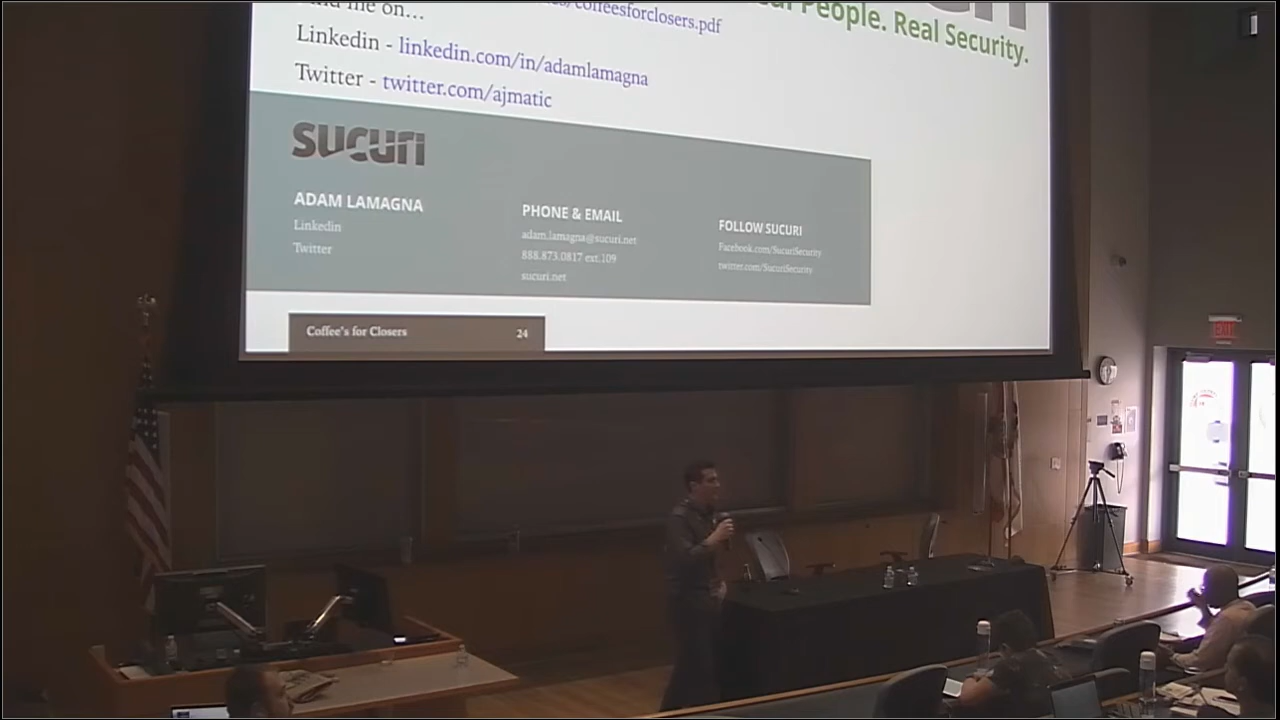 me on...
/coffeesforclosers.pdf
People. Real Security.
Linkedin - linkedin.com/in/adamlamagna
Twitter - twitter.com/ajmatic
sucuri
ADAM LAMAGNA
Linkedin
Twitter
PHONE & EMAIL
adam.lamagna@sucuri.net
888.873.0817 ext.109
sucuri.net
FOLLOW SUCURI
Facebook.com/SucuriSecurity
twitter.com/SucuriSecurity
Coffee's for Closers 24
EXIT